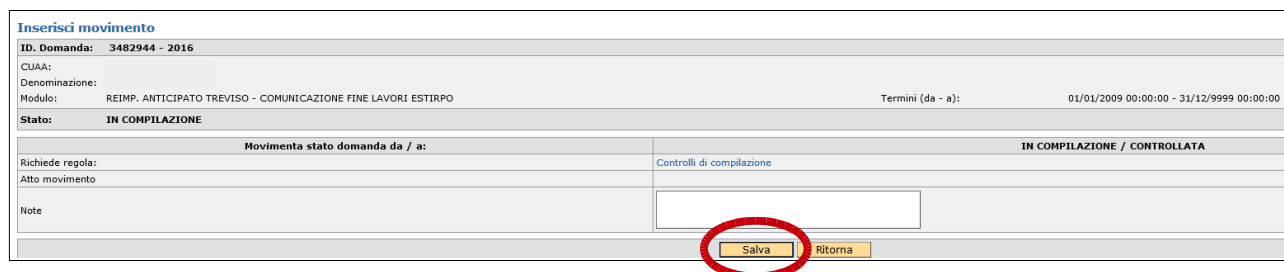 Inserisci movimento
ID. Domanda: 3482944 - 2016
CUAA:
Denominazione:
Modulo: REIMP. ANTICIPATO TREVISO - COMUNICAZIONE FINE LAVORI ESTIRPO Termini (da - a): 01/01/2009 00:00:00 - 31/12/9999 00:00:00
Stato: IN COMPILAZIONE
Movimenta stato domanda da / a: IN COMPILAZIONE / CONTROLLATA
Richiede regola: Controlli di compilazione
Atto movimento
Note
Salva Ritorna